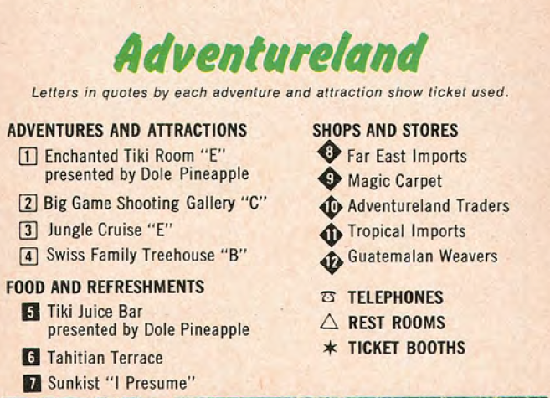 Adventureland
Letters in quotes by each adventure and attraction show ticket used.
ADVENTURES AND ATTRACTIONS
1 Enchanted Tiki Room "E"
presented by Dole Pineapple
2 Big Game Shooting Gallery "C"
3 Jungle Cruise "E"
4 Swiss Family Treehouse "B"
FOOD AND REFRESHMENTS
5 Tiki Juice Bar
presented by Dole Pineapple
6 Tahitian Terrace
7 Sunkist "I Presume"
SHOPS AND STORES
8 Far East Imports
9 Magic Carpet
10 Adventureland Traders
11 Tropical Imports
12 Guatemalan Weavers
TELEPHONES
REST ROOMS
TICKET BOOTHS